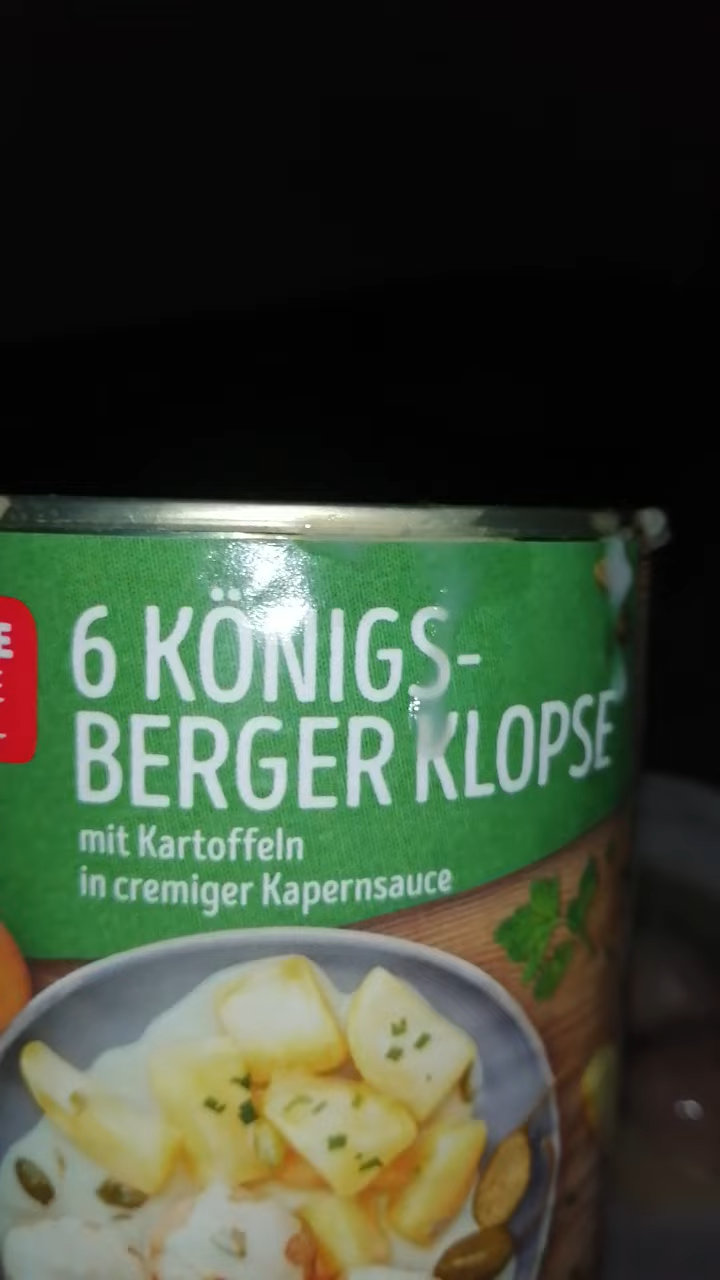 6 KÖNIGS-
BERGER KLOPSE
mit Kartoffeln
in cremiger Kapernsauce